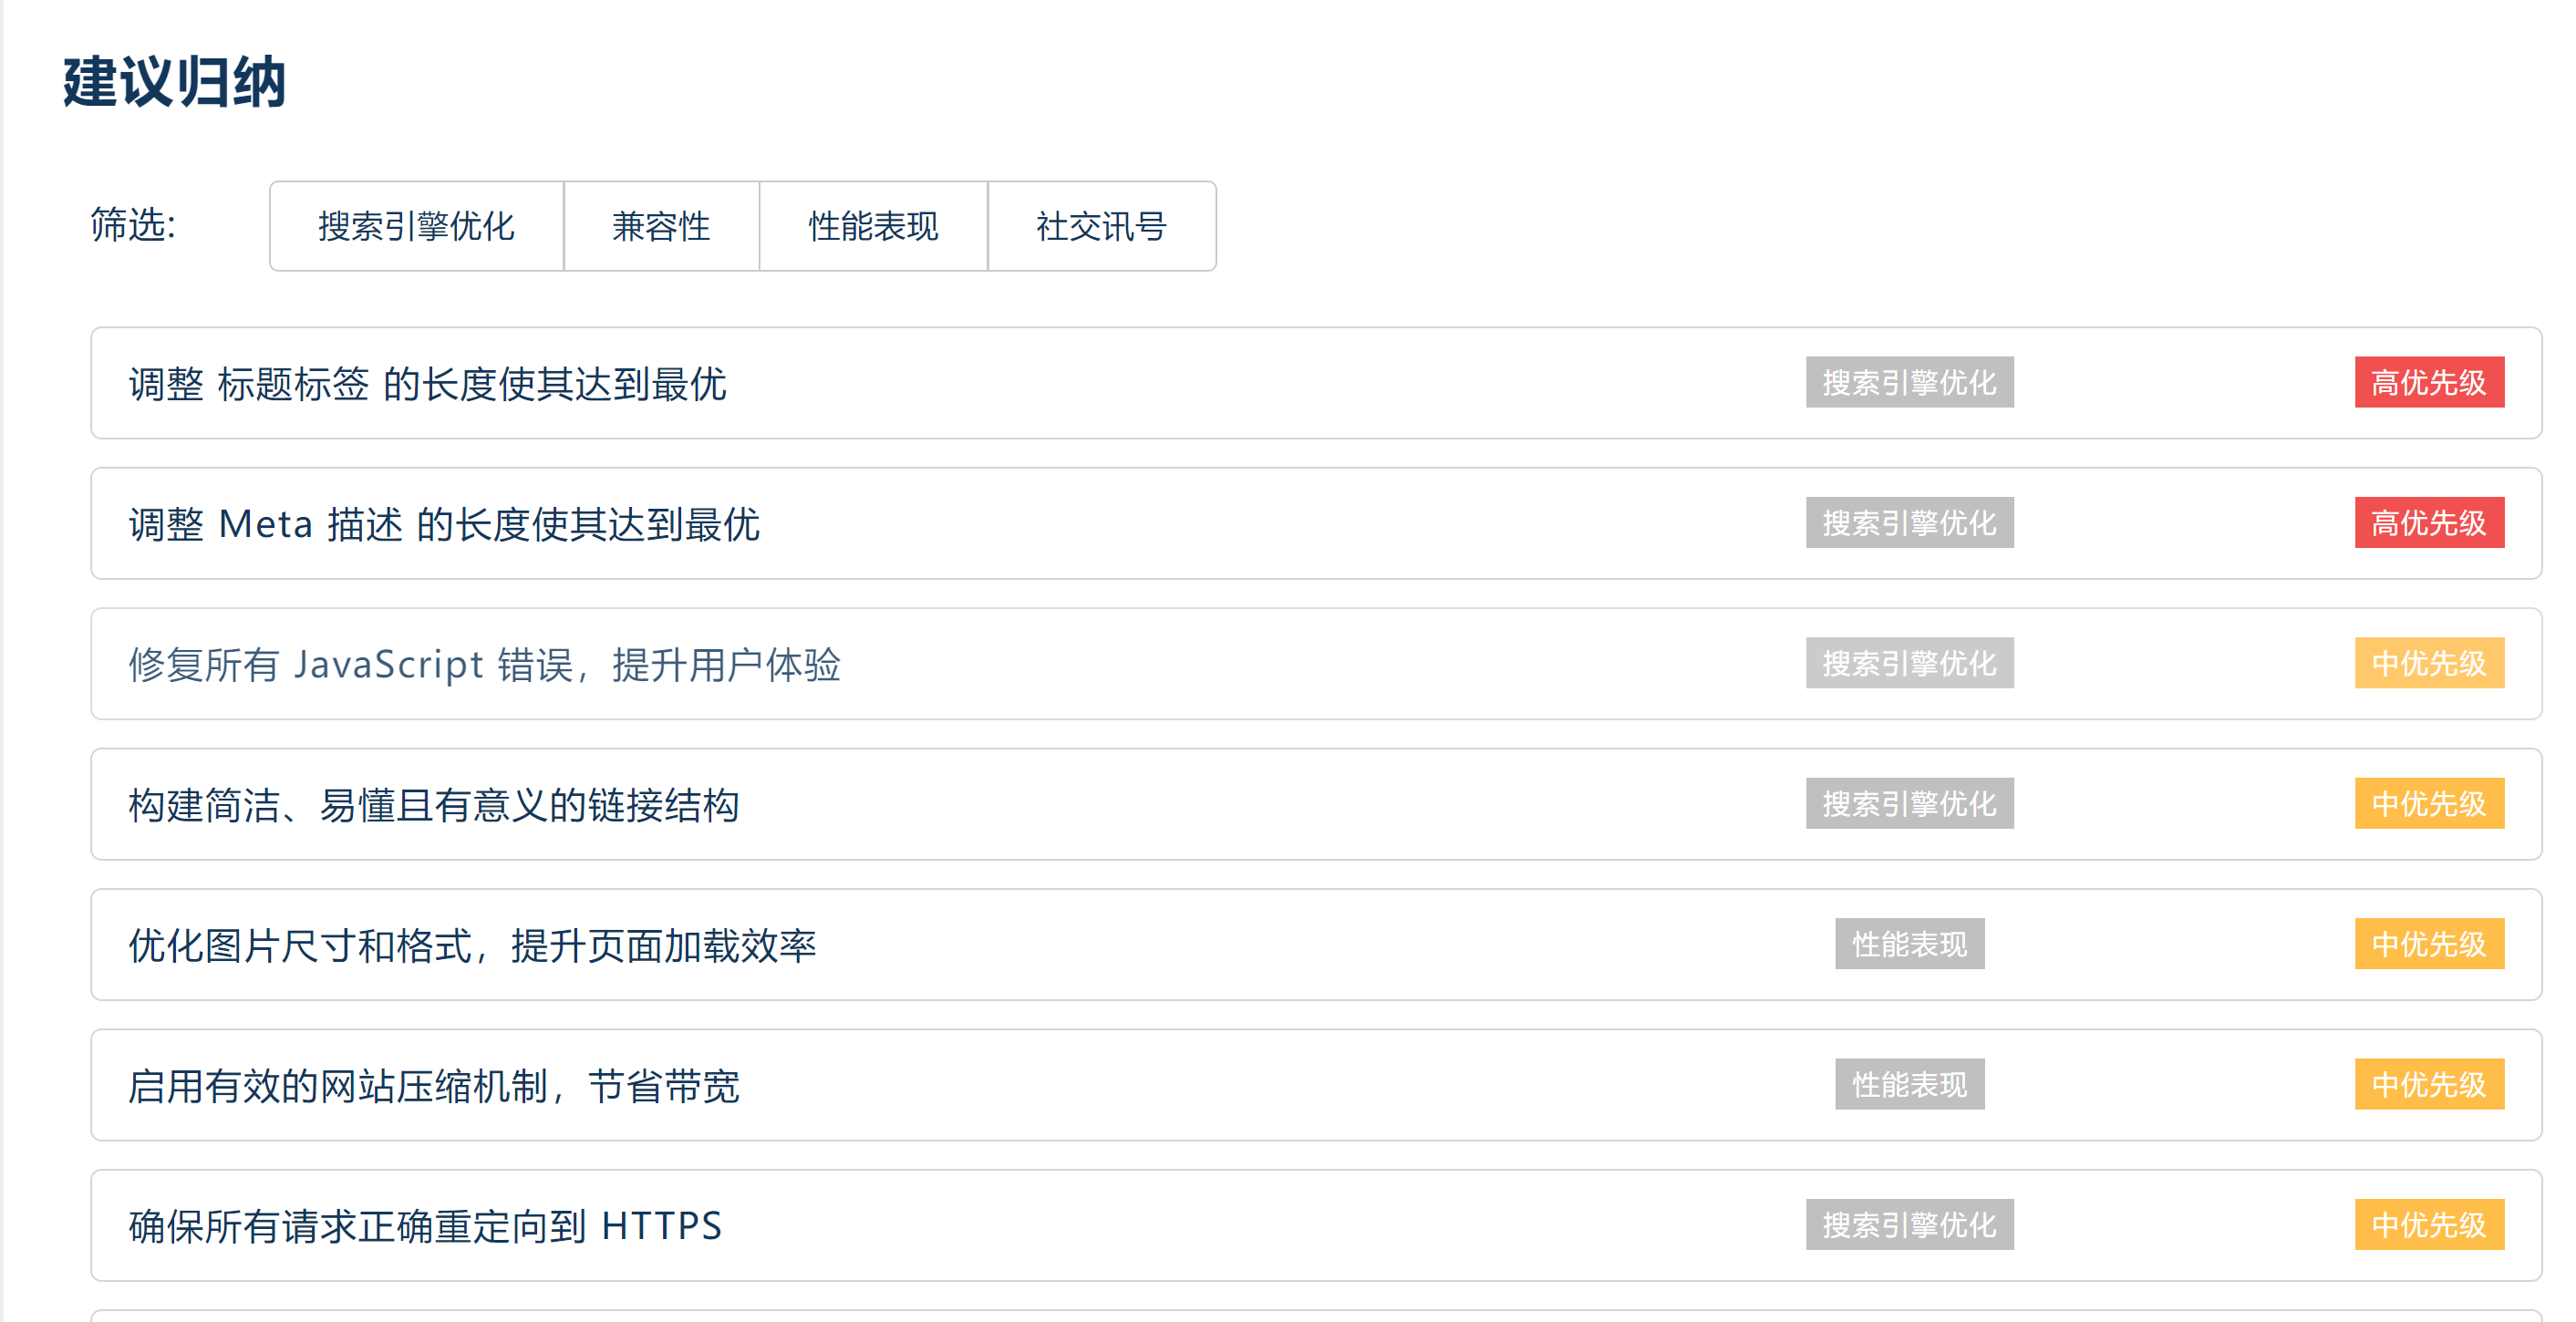 建议归纳
筛选:
搜索引擎优化 兼容性 性能表现 社交讯号
调整 标题标签 的长度使其达到最优 搜索引擎优化 高优先级
调整 Meta 描述 的长度使其达到最优 搜索引擎优化 高优先级
修复所有 JavaScript 错误，提升用户体验 搜索引擎优化 中优先级
构建简洁、易懂且有意义的链接结构 搜索引擎优化 中优先级
优化图片尺寸和格式，提升页面加载效率 性能表现 中优先级
启用有效的网站压缩机制，节省带宽 性能表现 中优先级
确保所有请求正确重定向到 HTTPS 搜索引擎优化 中优先级